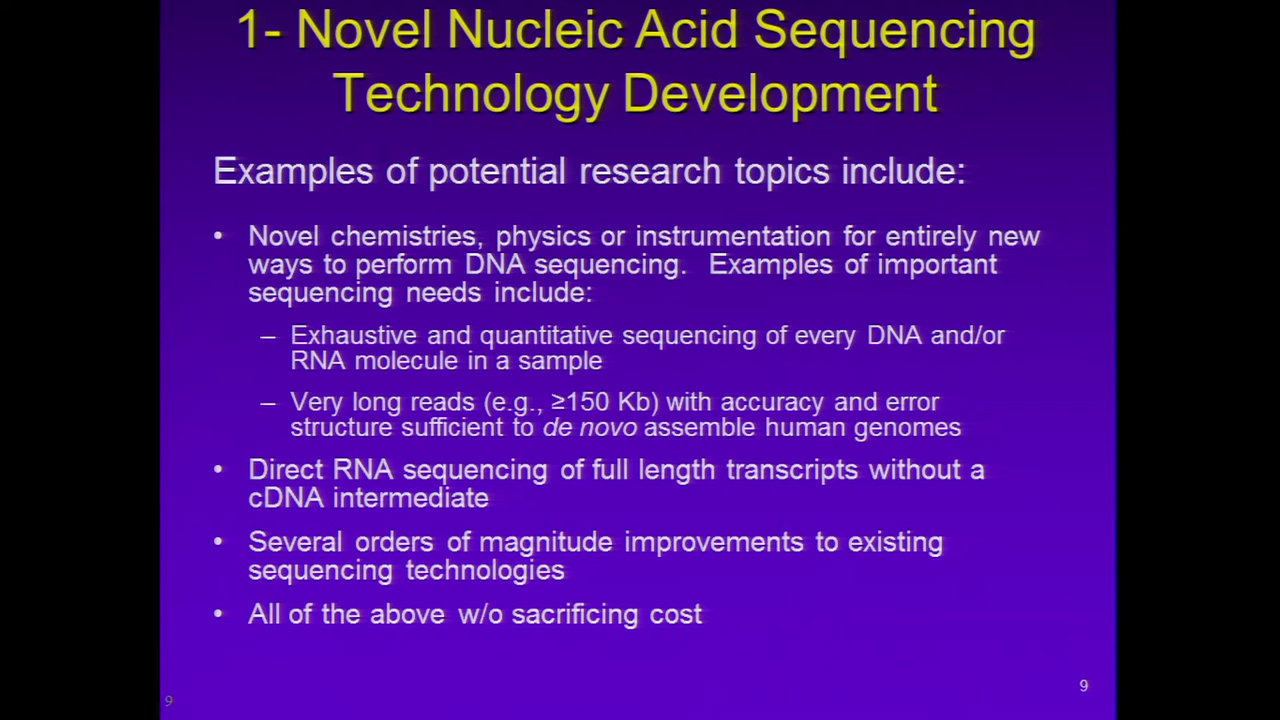 1- Novel Nucleic Acid Sequencing
Technology Development
Examples of potential research topics include:
• Novel chemistries, physics or instrumentation for entirely new
ways to perform DNA sequencing. Examples of important
sequencing needs include:
– Exhaustive and quantitative sequencing of every DNA and/or
RNA molecule in a sample
– Very long reads (e.g., ≥150 Kb) with accuracy and error
structure sufficient to de novo assemble human genomes
• Direct RNA sequencing of full length transcripts without a
cDNA intermediate
• Several orders of magnitude improvements to existing
sequencing technologies
• All of the above w/o sacrificing cost
9
9